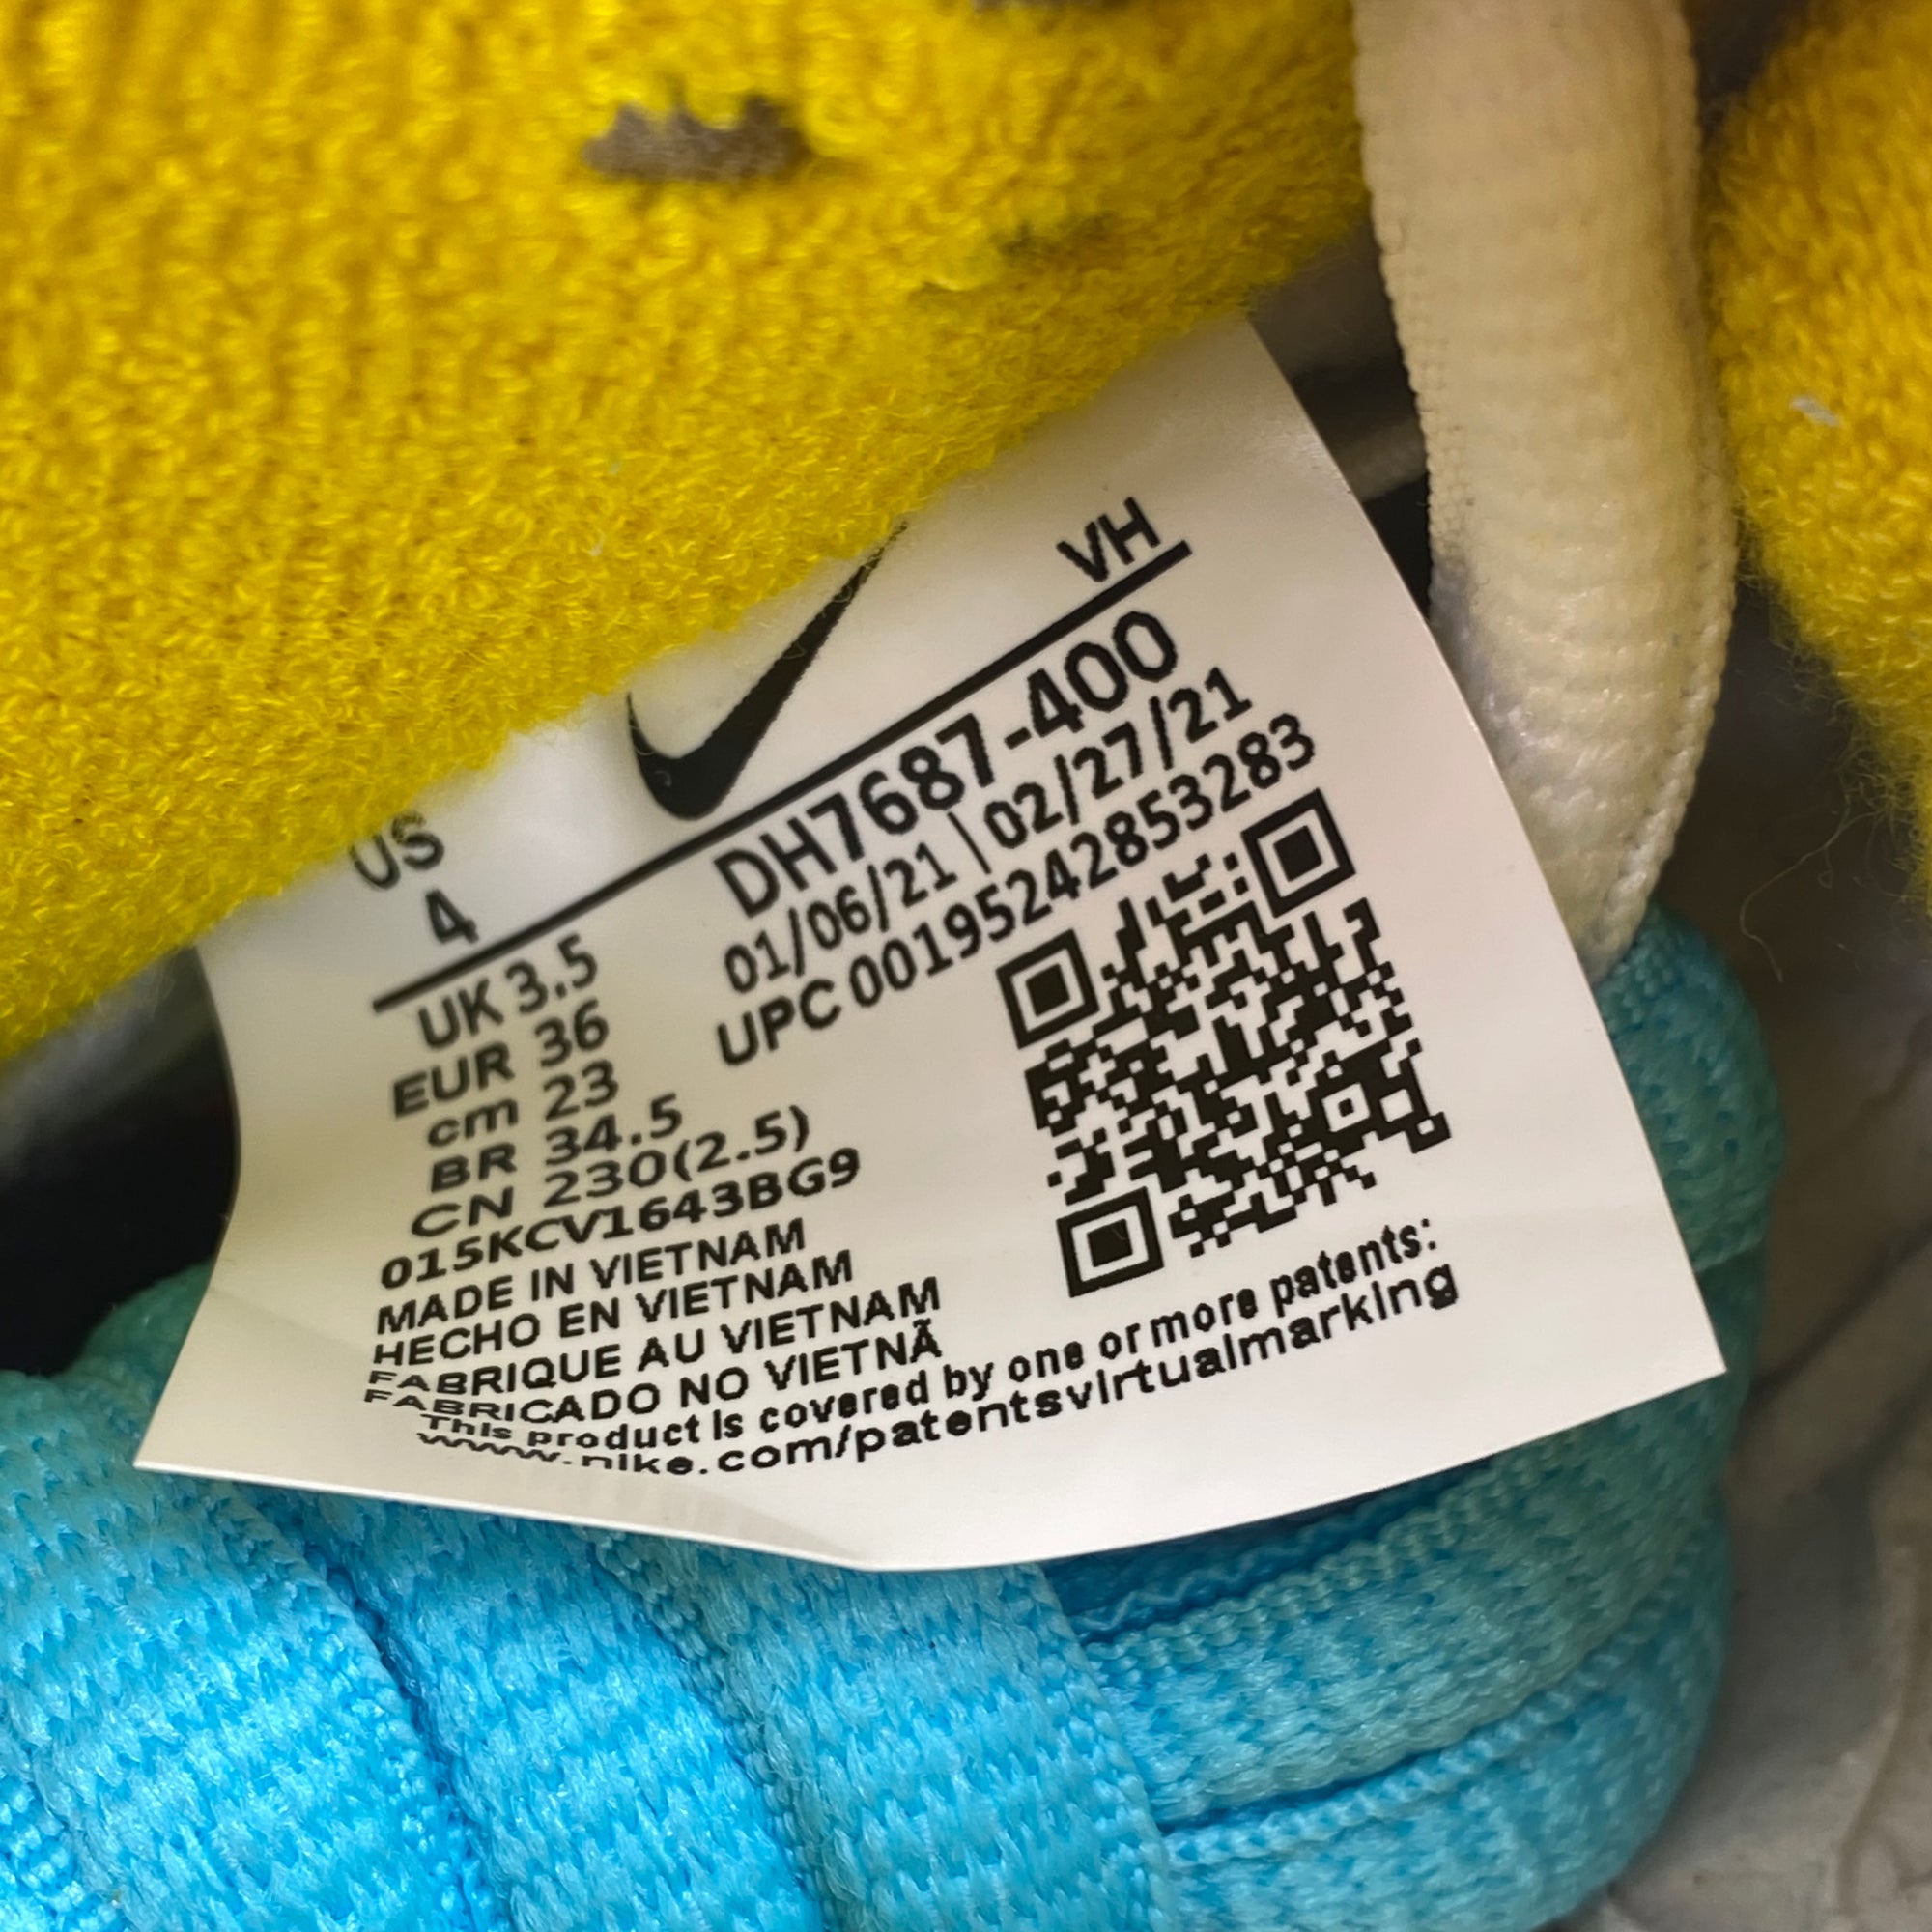 VH
US
4
DH7687-400
01/06/21 | 02/27/21
UPC 00195242853283
UK 3.5
EUR 36
cm 23
BR 34.5
CN 230(2.5)
015KCV1643BG9
MADE IN VIETNAM
HECHO EN VIETNAM
FABRIQUE AU VIETNAM
FABRICADO NO VIETNÃ
This product is covered by one or more patents:
www.nike.com/patentsvirtualmarking